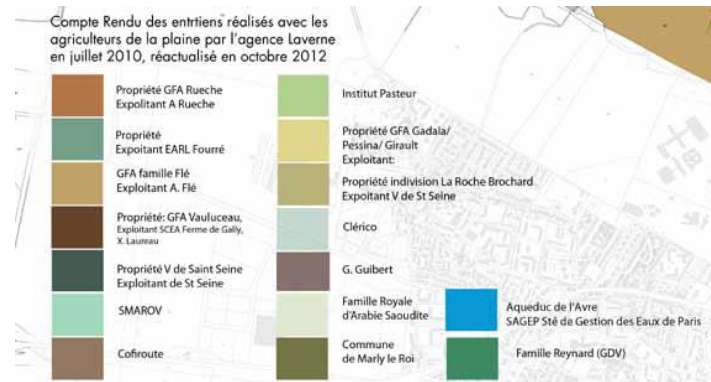 Compte Rendu des entrtiens réalisés avec les
agriculteurs de la plaine par l'agence Laverne
en juillet 2010, réactualisé en octobre 2012
Propriété GFA Rueche
Expolitant A Rueche
Propriété
Expoitant EARL Fourré
GFA famille Flé
Exploitant A. Flé
Propriété: GFA Vauluceau,
Exploitant SCEA Ferme de Gally,
X. Laureau
Propriété V de Saint Seine
Exploitant de St Seine
SMAROV
Cofiroute
Institut Pasteur
Propriété GFA Gadala/
Pessina/ Girault
Exploitant:
Propriété indivision La Roche Brochard
Expoitant V de St Seine
Clérico
G. Guibert
Famille Royale
d'Arabie Saoudite
Commune
de Marly le Roi
Aqueduc de l'Avre
SAGEP Sté de Gestion des Eaux de Paris
Famille Reynard (GDV)